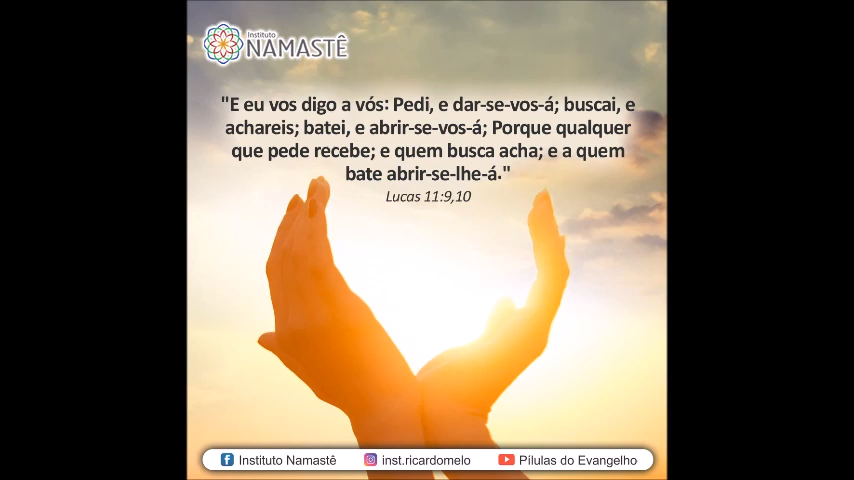 Instituto
NAMASTÊ
"E eu vos digo a vós: Pedi, e dar-se-vos-á; buscai, e
achareis; batei, e abrir-se-vos-á; Porque qualquer
que pede recebe; e quem busca acha; e a quem
bate abrir-se-lhe-á."
Lucas 11:9,10
Instituto Namastê inst.ricardomelo Pílulas do Evangelho